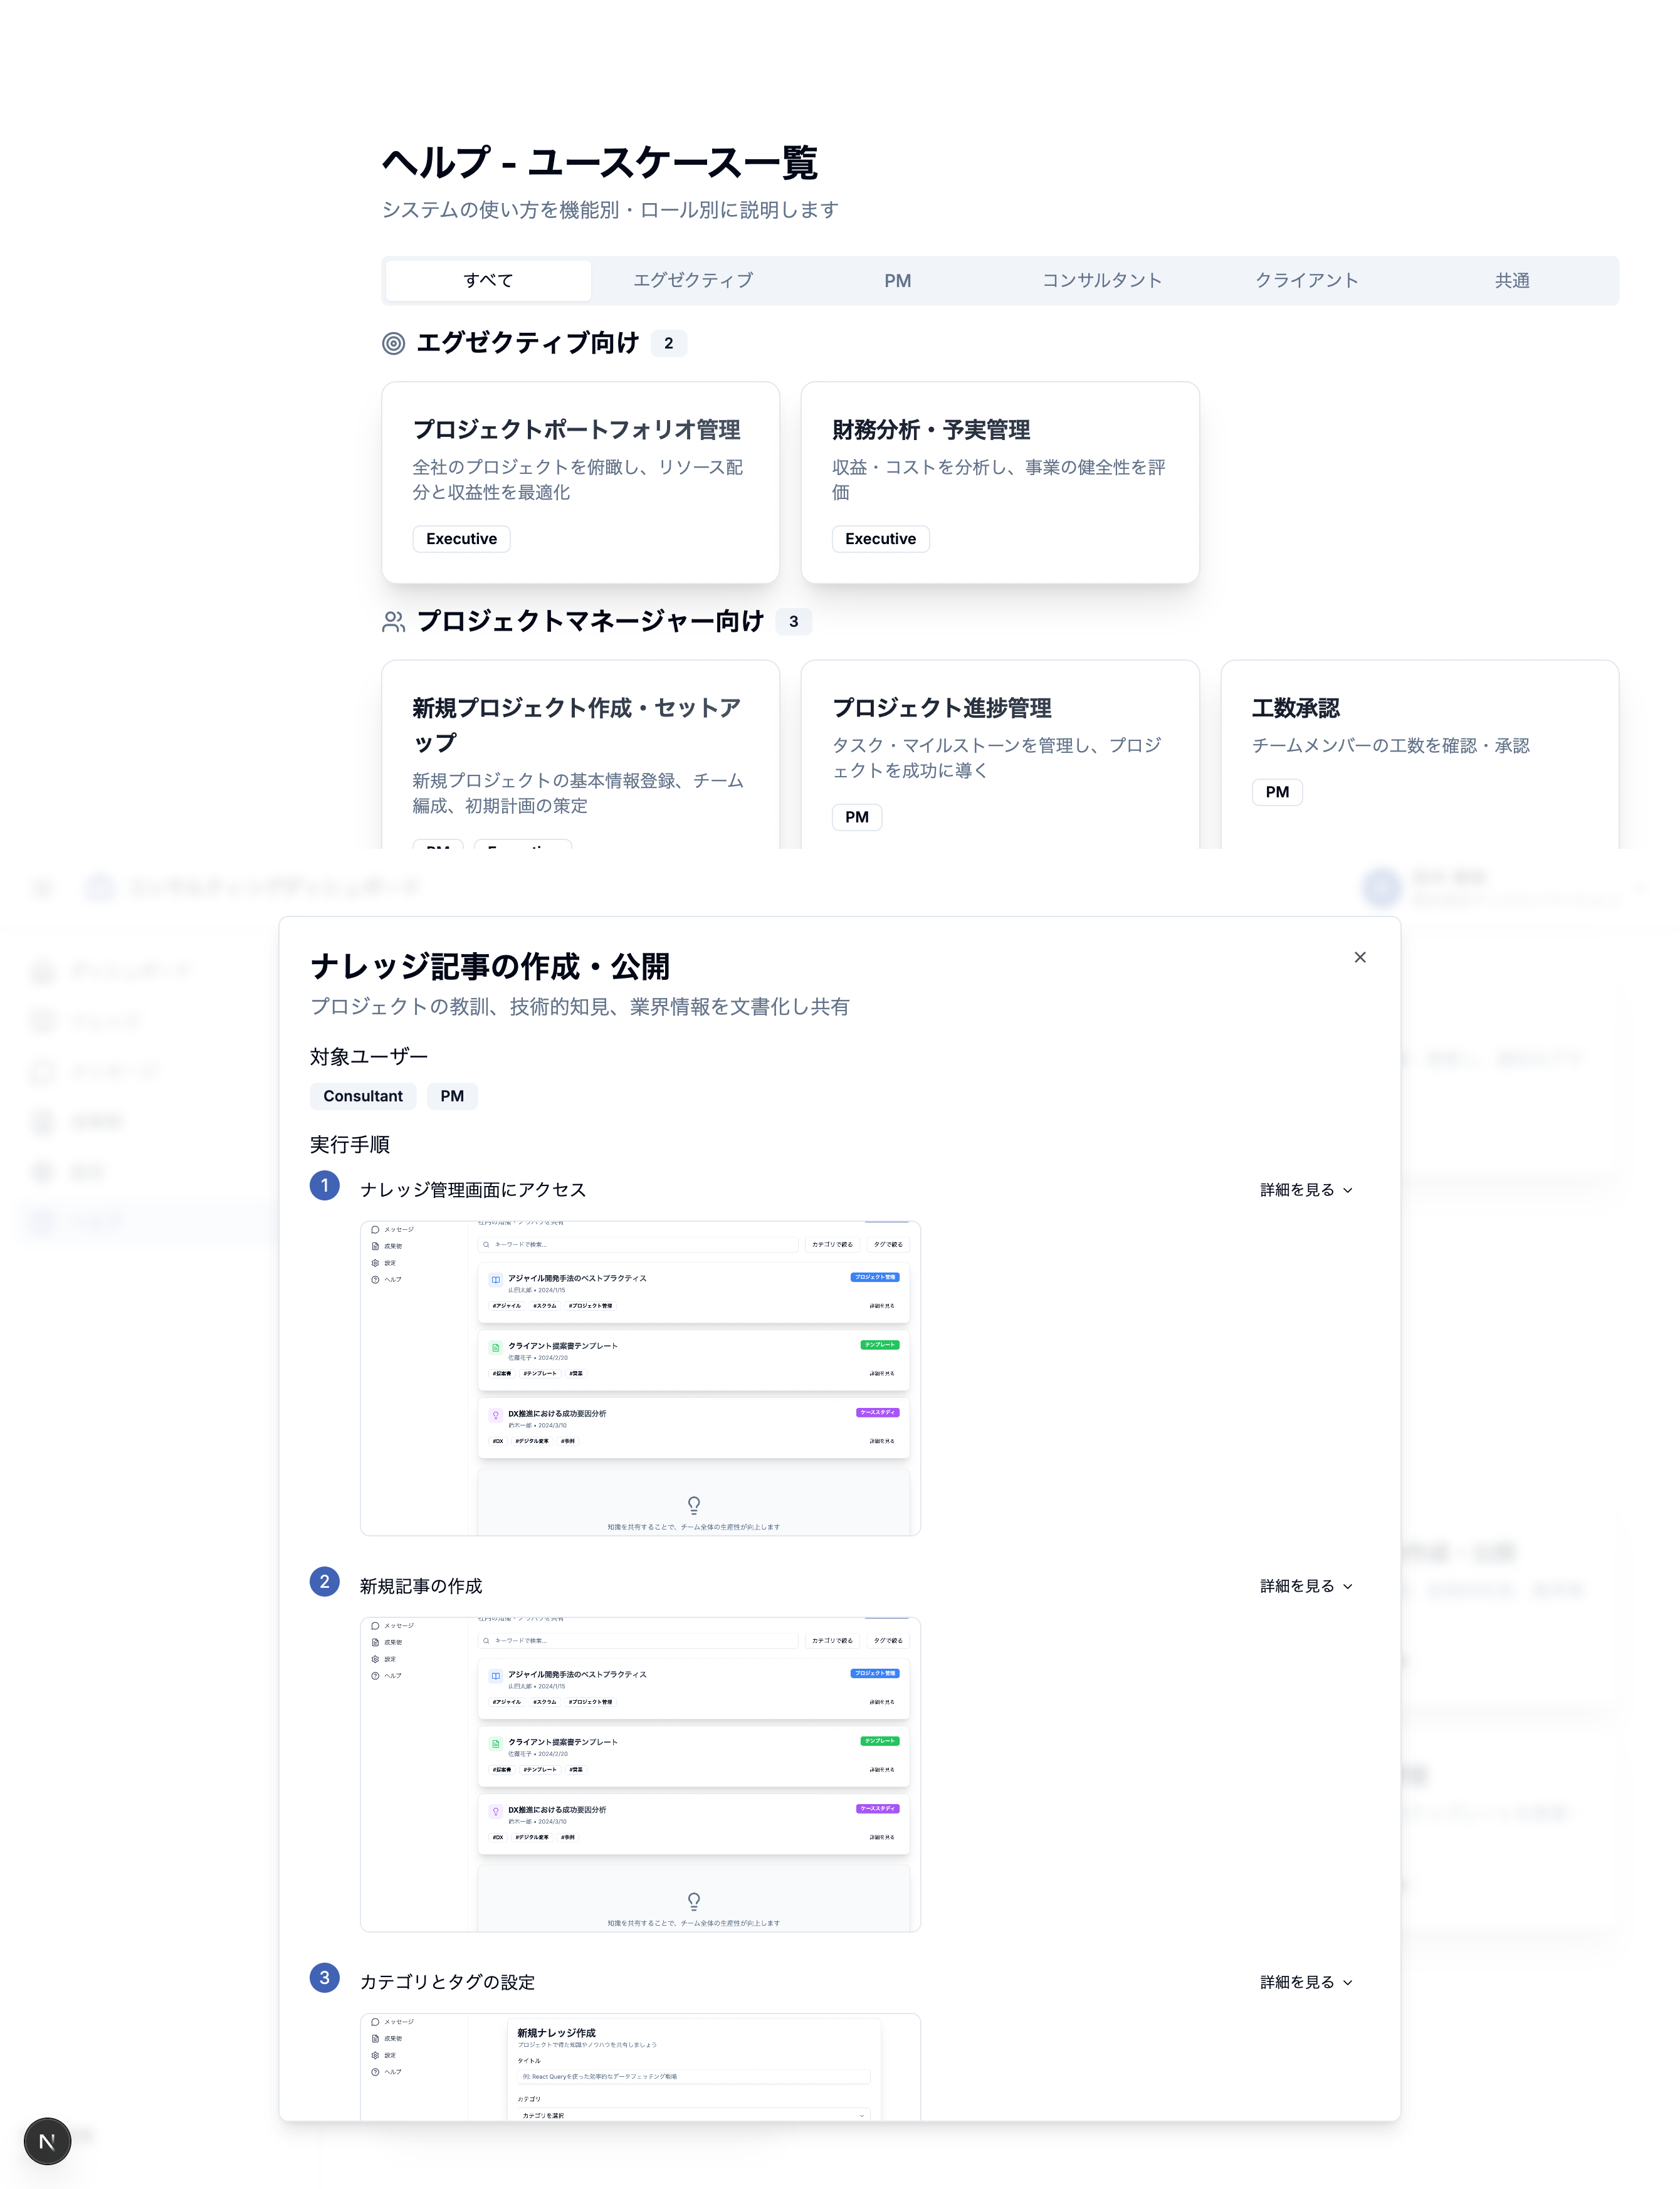 ヘルプ - ユースケース一覧
システムの使い方を機能別・ロール別に説明します
すべて
エグゼクティブ
PM
コンサルタント
クライアント
共通
エグゼクティブ向け 2
プロジェクトポートフォリオ管理
全社のプロジェクトを俯瞰し、リソース配
分と収益性を最適化
Executive
財務分析・予実管理
収益・コストを分析し、事業の健全性を評
価
Executive
プロジェクトマネージャー向け 3
新規プロジェクト作成・セットア
ップ
新規プロジェクトの基本情報登録、チーム
編成、初期計画の策定
プロジェクト進捗管理
タスク・マイルストーンを管理し、プロジ
ェクトを成功に導く
PM
工数承認
チームメンバーの工数を確認・承認
PM
ナレッジ記事の作成・公開
プロジェクトの教訓、技術的知見、業界情報を文書化し共有
対象ユーザー
Consultant PM
実行手順
1 ナレッジ管理画面にアクセス 詳細を見る
メッセージ
成果物
設定
ヘルプ
キーワードで検索...
カテゴリで絞る
タグで絞る
アジャイル開発手法のベストプラクティス
プロジェクト管理
山田太郎 • 2024/1/15
#アジャイル #スクラム #プロジェクト管理
詳細を見る
クライアント提案書テンプレート
テンプレート
佐藤花子 • 2024/2/20
#提案書 #テンプレート #営業
詳細を見る
DX推進における成功要因分析
ケーススタディ
鈴木一郎 • 2024/3/10
#DX #デジタル変革 #事例
詳細を見る
知識を共有することで、チーム全体の生産性が向上します
2 新規記事の作成 詳細を見る
メッセージ
成果物
設定
ヘルプ
キーワードで検索...
カテゴリで絞る
タグで絞る
アジャイル開発手法のベストプラクティス
プロジェクト管理
山田太郎 • 2024/1/15
#アジャイル #スクラム #プロジェクト管理
詳細を見る
クライアント提案書テンプレート
テンプレート
佐藤花子 • 2024/2/20
#提案書 #テンプレート #営業
詳細を見る
DX推進における成功要因分析
ケーススタディ
鈴木一郎 • 2024/3/10
#DX #デジタル変革 #事例
詳細を見る
知識を共有することで、チーム全体の生産性が向上します
3 カテゴリとタグの設定 詳細を見る
メッセージ
成果物
設定
ヘルプ
新規ナレッジ作成
プロジェクトで得た知識やノウハウを共有しましょう
タイトル
例: React Queryを使った効率的なデータフェッチング戦略
カテゴリ
カテゴリを選択
N